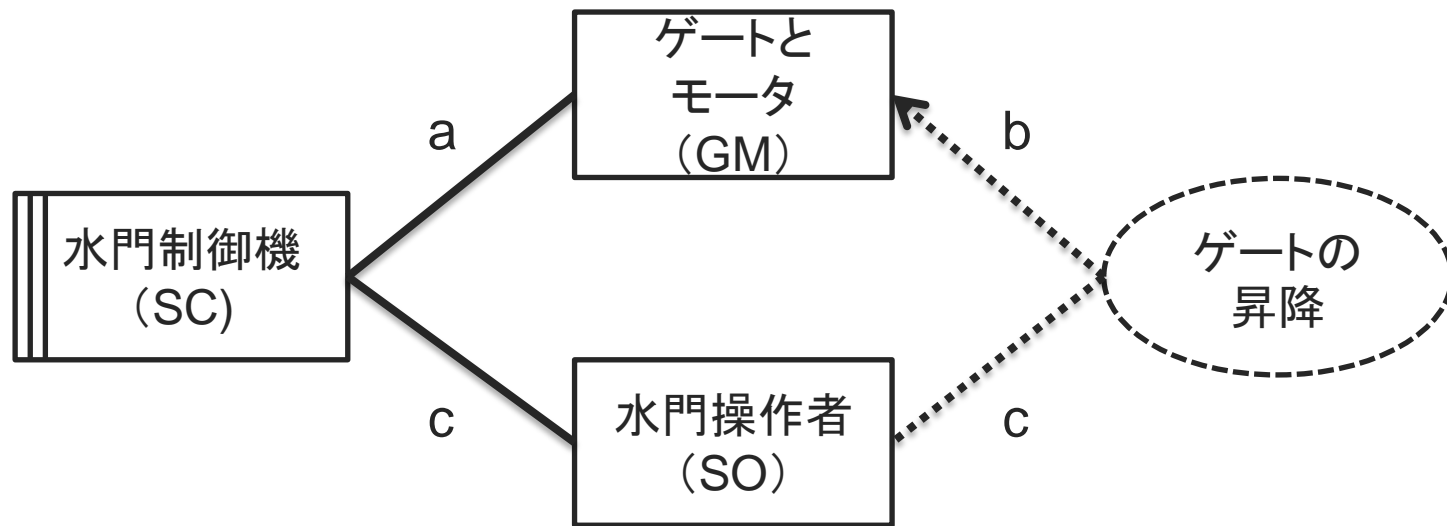 ゲートと
モータ
（GM）
a
b
水門制御機
（SC)
ゲートの
昇降
c
水門操作者
（SO）
c